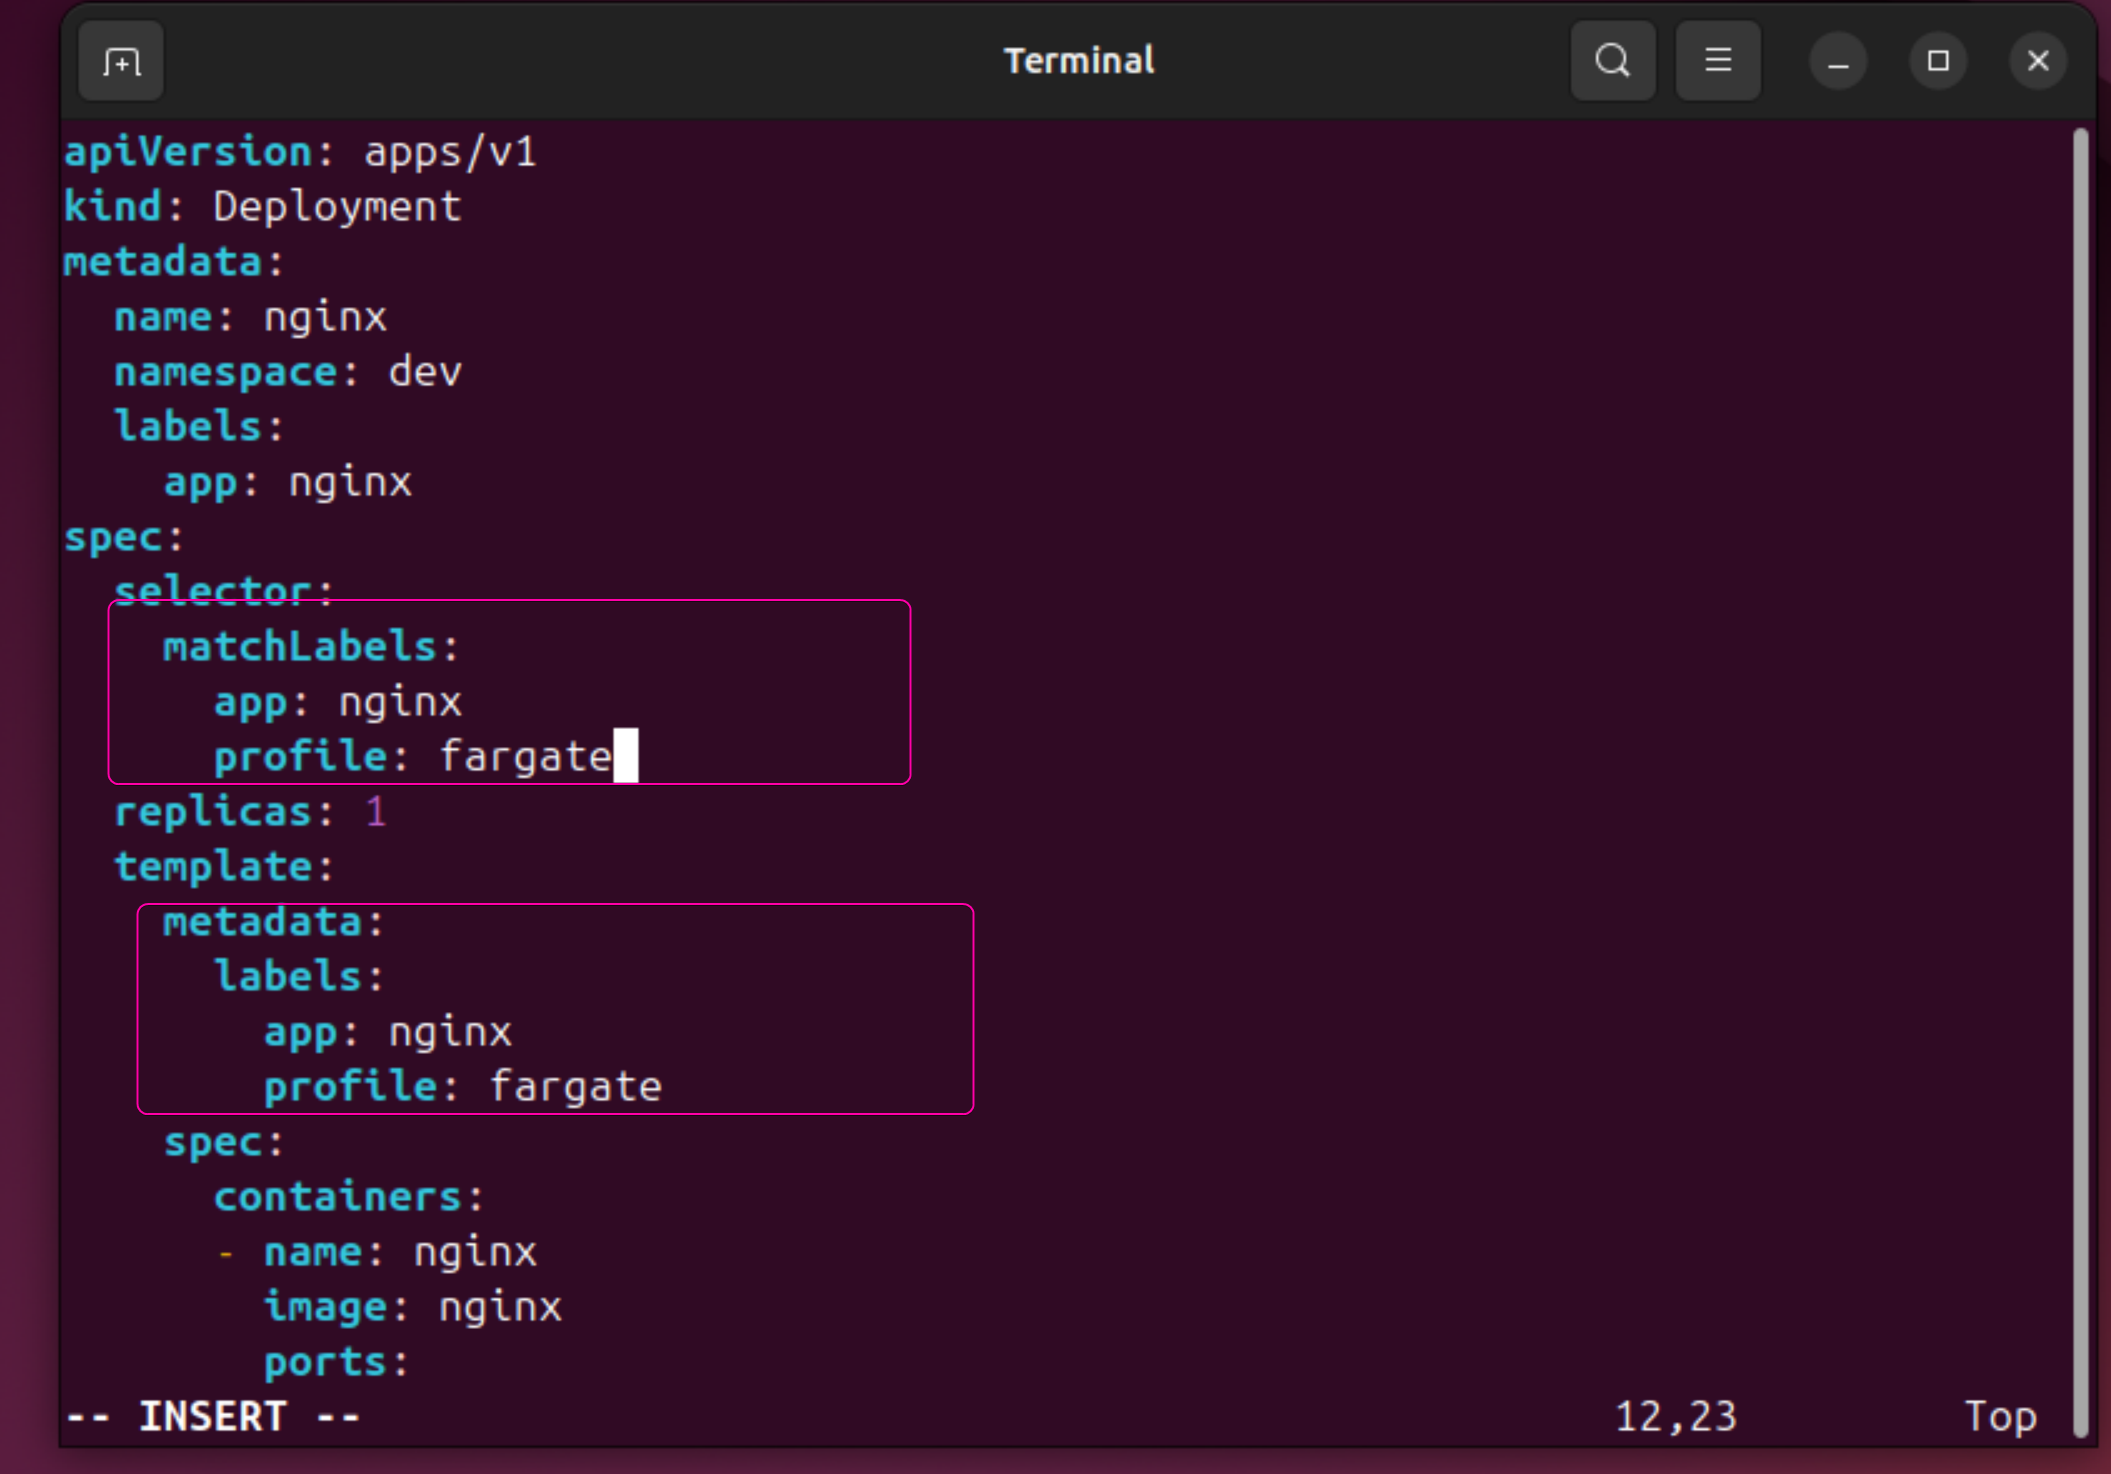 Terminal
apiVersion: apps/v1
kind: Deployment
metadata:
  name: nginx
  namespace: dev
  labels:
    app: nginx
spec:
  selector:
    matchLabels:
      app: nginx
      profile: fargate
  replicas: 1
  template:
    metadata:
      labels:
        app: nginx
        profile: fargate
    spec:
      containers:
      - name: nginx
        image: nginx
        ports:
-- INSERT -- 12,23 Top